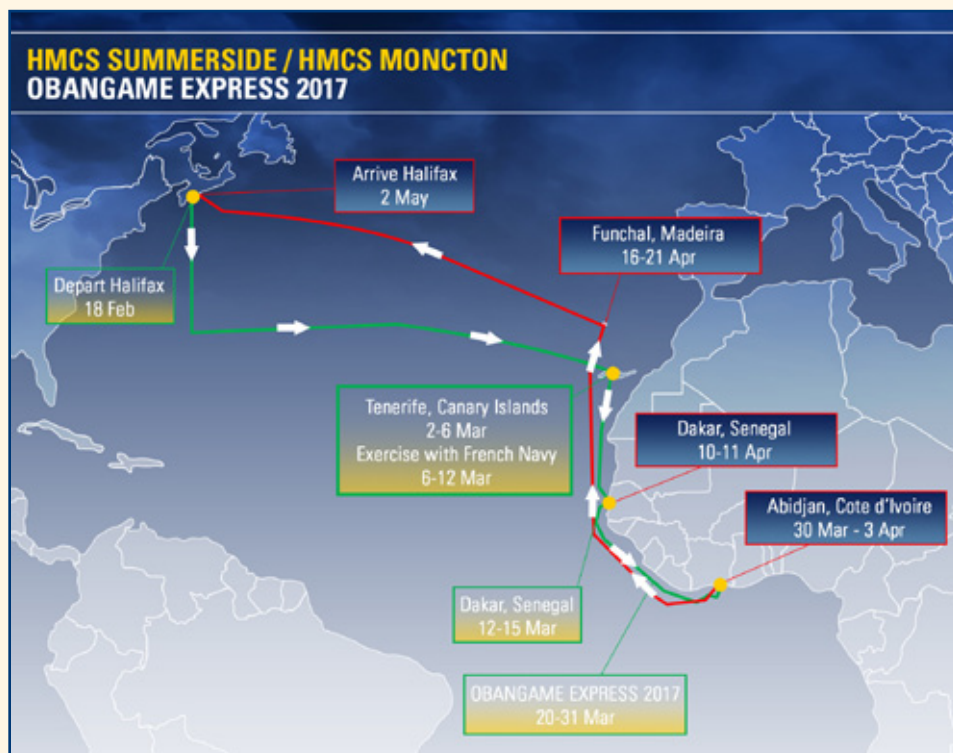 HMCS SUMMERSIDE / HMCS MONCTON
OBANGAME EXPRESS 2017
Arrive Halifax
2 May
Funchal, Madeira
16-21 Apr
Depart Halifax
18 Feb
Tenerife, Canary Islands
2-6 Mar
Exercise with French Navy
6-12 Mar
Dakar, Senegal
10-11 Apr
Abidjan, Cote d'Ivoire
30 Mar - 3 Apr
Dakar, Senegal
12-15 Mar
OBANGAME EXPRESS 2017
20-31 Mar